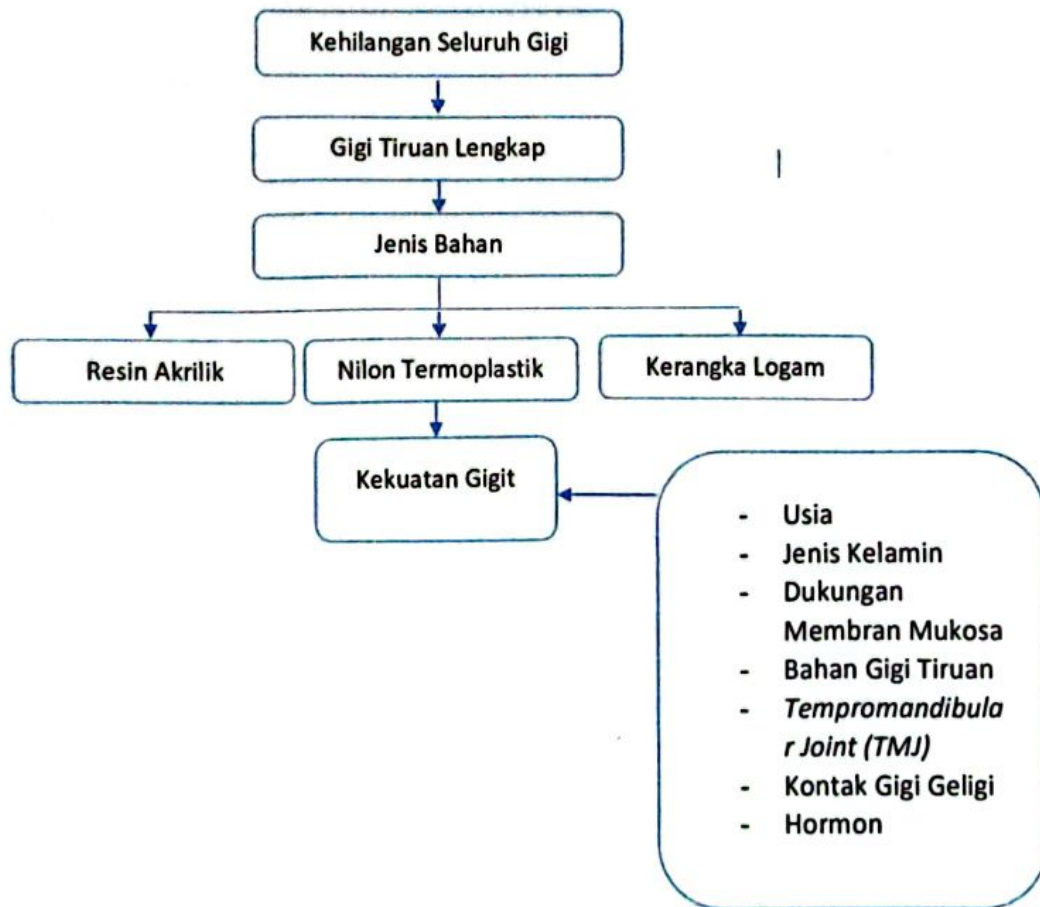 Kehilangan Seluruh Gigi
Gigi Tiruan Lengkap
Jenis Bahan
Resin Akrilik
Nilon Termoplastik
Kerangka Logam
Kekuatan Gigit
- Usia
- Jenis Kelamin
- Dukungan
Membran Mukosa
- Bahan Gigi Tiruan
- Tempromandibula
r Joint (TMJ)
- Kontak Gigi Geligi
- Hormon